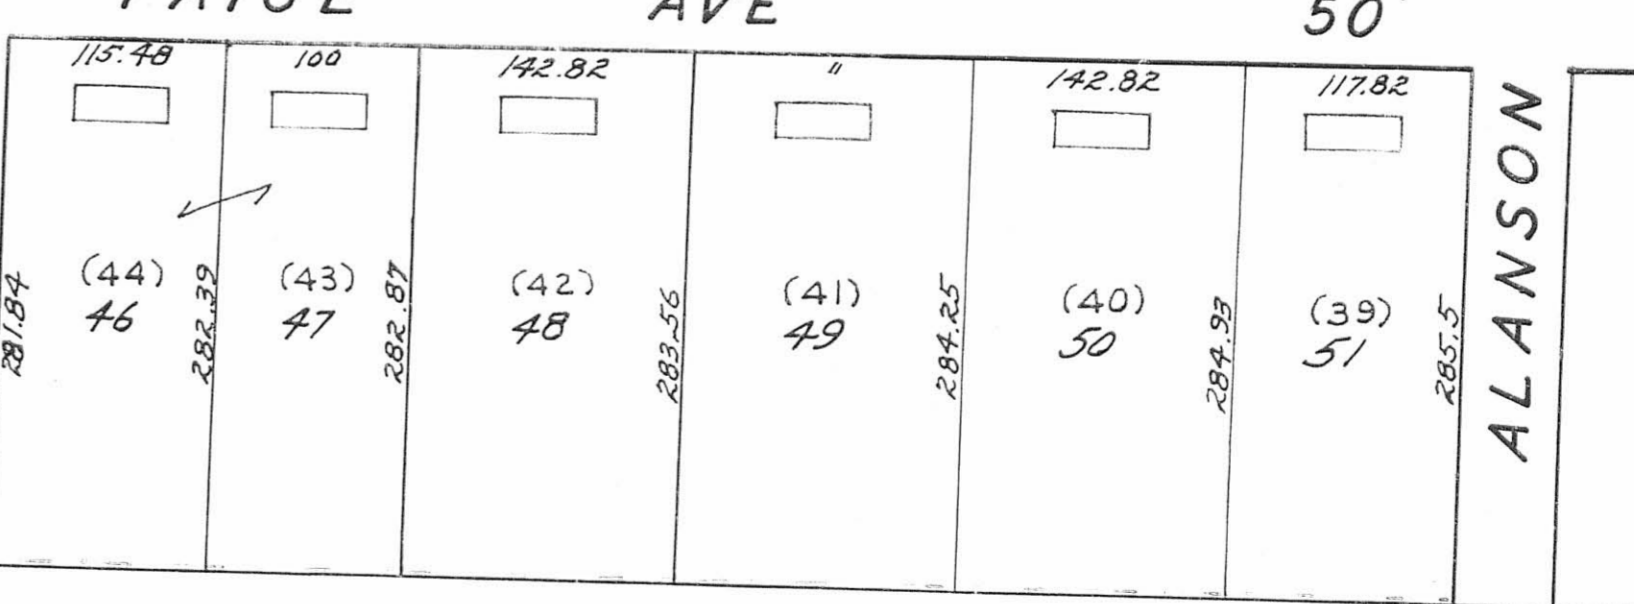 AVE 50'
115.48 100 142.82 " 142.82 117.82
(44) (43) (42) (41) (40) (39)
46 47 48 49 50 51
281.84 282.39 282.87 283.56 284.25 284.93 285.5
ALANSON